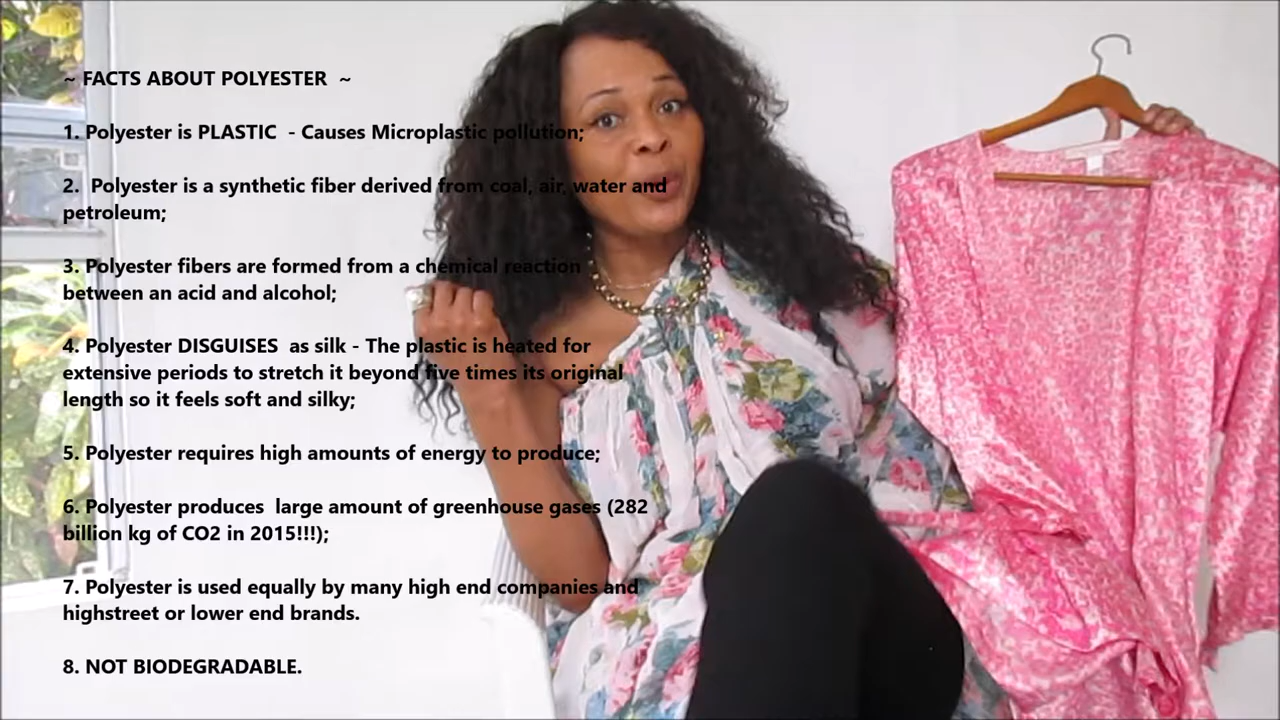 ~ FACTS ABOUT POLYESTER  ~
1. Polyester is PLASTIC  - Causes Microplastic pollution;
2.  Polyester is a synthetic fiber derived from coal, air, water and
petroleum;
3. Polyester fibers are formed from a chemical reaction
between an acid and alcohol;
4. Polyester DISGUISES  as silk - The plastic is heated for
extensive periods to stretch it beyond five times its original
length so it feels soft and silky;
5. Polyester requires high amounts of energy to produce;
6. Polyester produces  large amount of greenhouse gases (282
billion kg of CO2 in 2015!!!);
7. Polyester is used equally by many high end companies and
highstreet or lower end brands.
8. NOT BIODEGRADABLE.